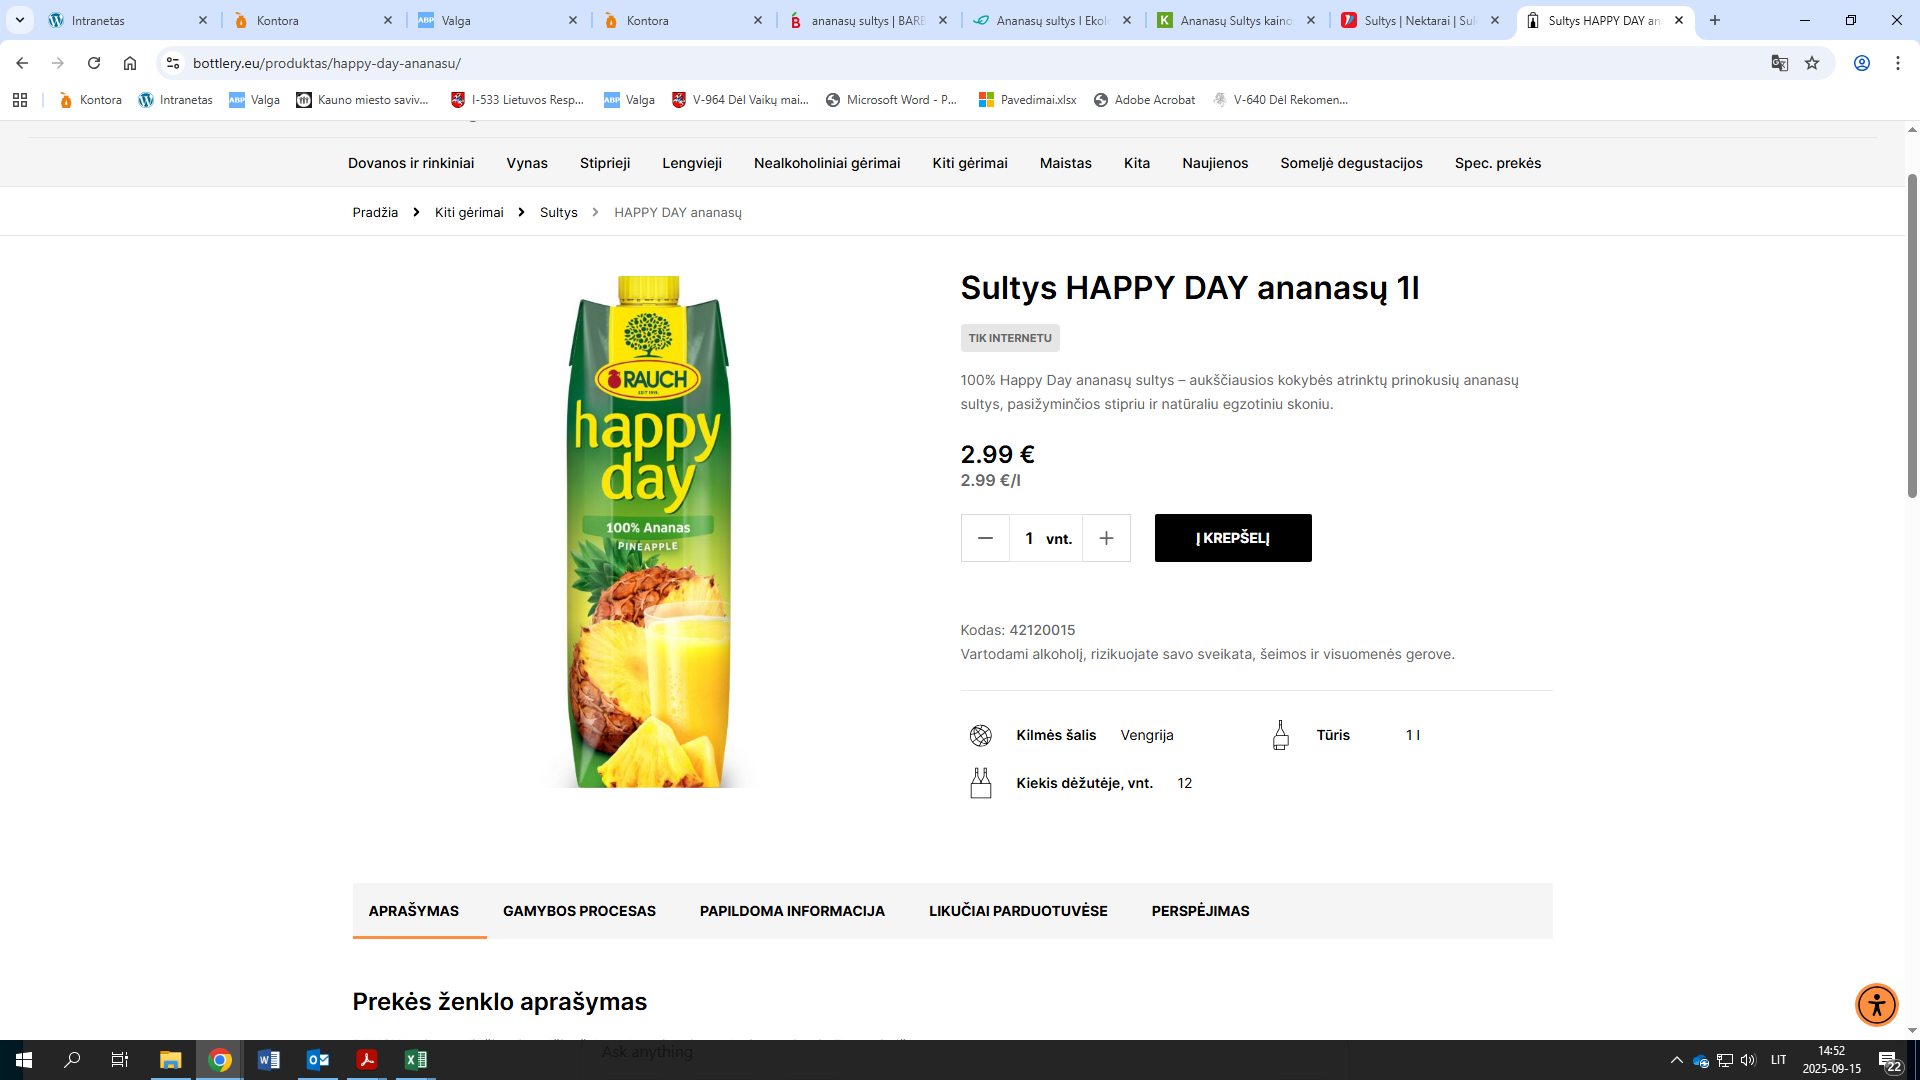 Intranetas
Kontora
Valga
Kontora
ananasų sultys | BARB
Ananasų sultys I Ekol
Ananasų Sultys kaino
Sultys | Nektarai | Sul
Sultys HAPPY DAY an
bottlery.eu/produktas/happy-day-ananasu/
Kontora
Intranetas
Valga
Kauno miesto saviv...
I-533 Lietuvos Resp...
Valga
V-964 Dėl Vaikų mai...
Microsoft Word - P...
Pavedimai.xlsx
Adobe Acrobat
V-640 Dėl Rekomen...
Dovanos ir rinkiniai
Vynas
Stiprieji
Lengvieji
Nealkoholiniai gėrimai
Kiti gėrimai
Maistas
Kita
Naujienos
Someljė degustacijos
Spec. prekės
Pradžia
Kiti gėrimai
Sultys
HAPPY DAY ananasų
RAUCH
happy
day
100% Ananas
PINEAPPLE
Sultys HAPPY DAY ananasų 1l
TIK INTERNETU
100% Happy Day ananasų sultys – aukščiausios kokybės atrinktų prinokusių ananasų
sultys, pasižyminčios stipriu ir natūraliu egzotiniu skoniu.
2.99 €
2.99 €/l
1 vnt.
Į KREPŠELĮ
Kodas: 42120015
Vartodami alkoholį, rizikuojate savo sveikata, šeimos ir visuomenės gerove.
Kilmės šalis Vengrija
Tūris 1 l
Kiekis dėžutėje, vnt. 12
APRAŠYMAS
GAMYBOS PROCESAS
PAPILDOMA INFORMACIJA
LIKUČIAI PARDUOTUVĖSE
PERSPĖJIMAS
Prekės ženklo aprašymas
Ask anything
LIT
14:52
2025-09-15
22